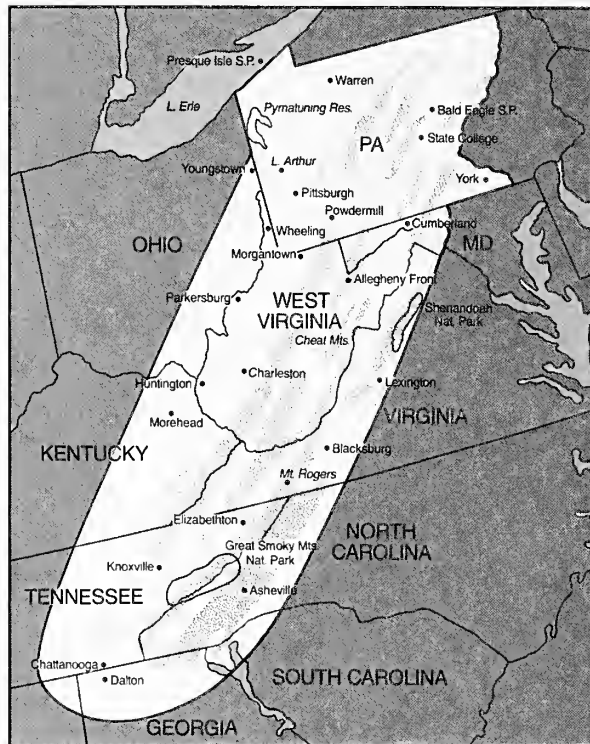 Presque Isle S.P.
Warren
L. Erie
Pymatuning Res.
Bald Eagle S.P.
PA
State College
L. Arthur
Youngstown
York
Pittsburgh
Powdermill
Wheeling
Cumberland
OHIO
MD
Morgantown
Allegheny Front
Parkersburg
WEST
VIRGINIA
Shenandoah
Nat. Park
Cheat Mts.
Charleston
Huntington
Lexington
Morehead
VIRGINIA
KENTUCKY
Blacksburg
Mt. Rogers
Elizabethton
NORTH
CAROLINA
Great Smoky Mts.
Nat. Park
Knoxville
TENNESSEE
Asheville
Chattanooga
Dalton
SOUTH CAROLINA
GEORGIA